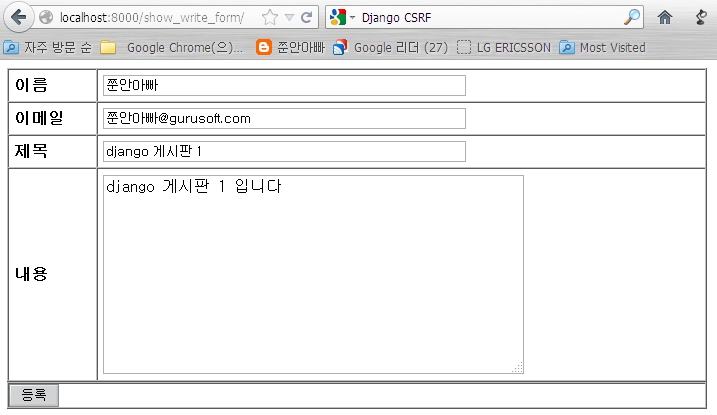 localhost:8000/show_write_form/ Django CSRF
자주 방문 순 Google Chrome(으)... 쭌안아빠 Google 리더 (27) LG ERICSSON Most Visited
이름 쭌안아빠
이메일 쭌안아빠@gurusoft.com
제목 django 게시판 1
내용 django 게시판 1 입니다
등록